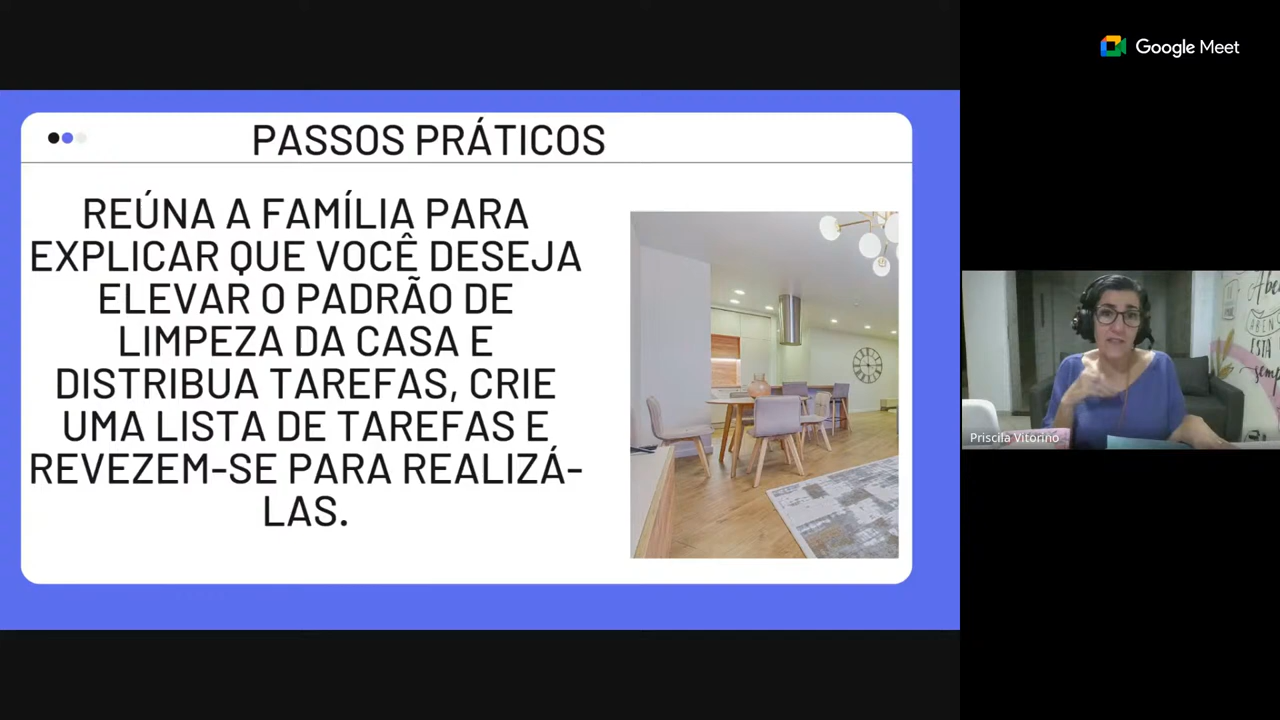 Google Meet
PASSOS PRÁTICOS
REÚNA A FAMÍLIA PARA
EXPLICAR QUE VOCÊ DESEJA
ELEVAR O PADRÃO DE
LIMPEZA DA CASA E
DISTRIBUA TAREFAS, CRIE
UMA LISTA DE TAREFAS E
REVEZEM-SE PARA REALIZÁ-
LAS.
Priscila Vitorino
ESTÁ